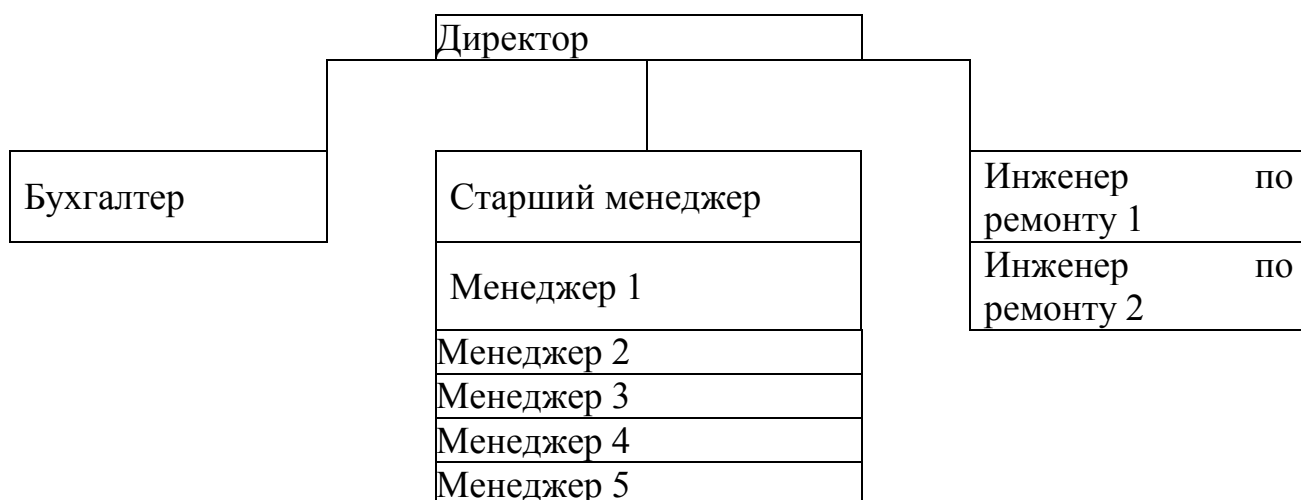 Директор
Бухгалтер
Старший менеджер
Инженер по
ремонту 1
Менеджер 1
Инженер по
ремонту 2
Менеджер 2
Менеджер 3
Менеджер 4
Менеджер 5